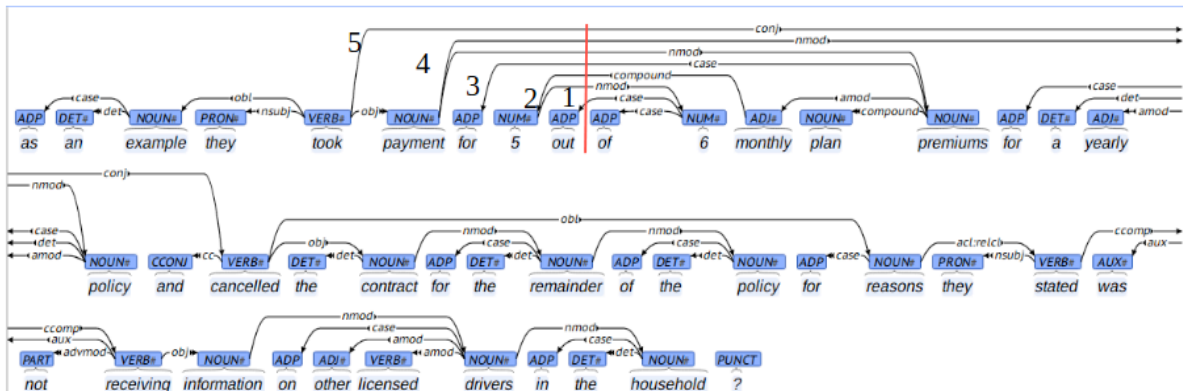 conj
5 nmod
4 nmod
3 case
compound
2 nmod
case obl 1 case amod case
det nsubj obj case compound det
amod
ADP DET# NOUN# PRON# VERB# NOUN# ADP NUM# ADP ADP NUM# ADJ# NOUN# NOUN# ADP DET# ADJ#
as an example they took payment for 5 out of 6 monthly plan premiums for a yearly
conj
nmod
obl
case nmod nmod ccomp
det obj case case acl:relcl aux
amod cc det det det case nsubj
NOUN# CCONJ VERB# DET# NOUN# ADP DET# NOUN# ADP DET# NOUN# ADP NOUN# PRON# VERB# AUX#
policy and cancelled the contract for the remainder of the policy for reasons they stated was
nmod
ccomp case nmod
aux amod case
advmod obj amod det
PART VERB# NOUN# ADP ADJ# VERB# NOUN# ADP DET# NOUN# PUNCT
not receiving information on other licensed drivers in the household ?